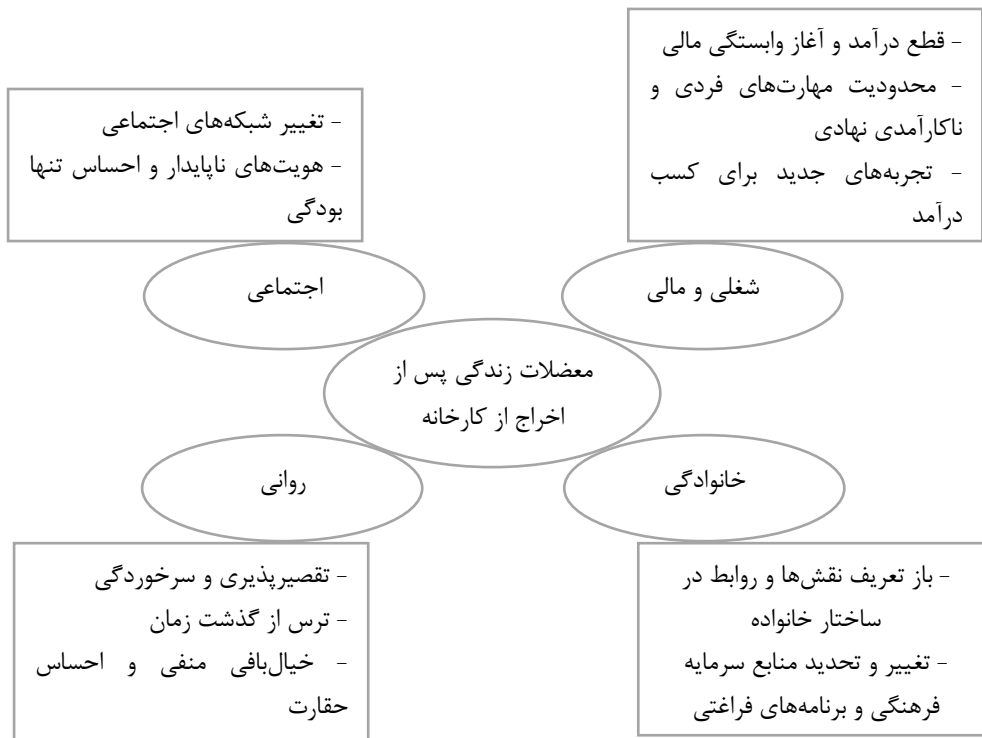 - قطع درآمد و آغاز وابستگی مالی
- محدودیت مهارت‌های فردی و
ناکارآمدی نهادی
- تجربه‌های جدید برای کسب
درآمد
- تغییر شبکه‌های اجتماعی
- هویت‌های ناپایدار و احساس تنها
بودگی
شغلی و مالی
اجتماعی
معضلات زندگی پس از
اخراج از کارخانه
خانوادگی
روانی
- باز تعریف نقش‌ها و روابط در
ساختار خانواده
- تغییر و تحدید منابع سرمایه
فرهنگی و برنامه‌های فراغتی
- تقصیرپذیری و سرخوردگی
- ترس از گذشت زمان
- خیال‌بافی منفی و احساس
حقارت